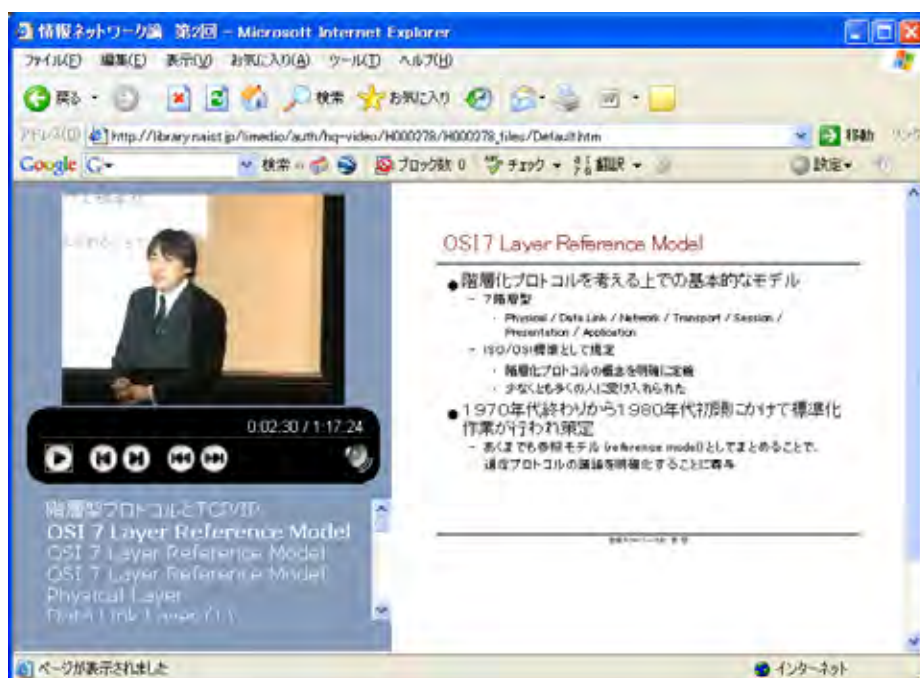 情報ネットワーク論 第2回 - Microsoft Internet Explorer
ファイル(F) 編集(E) 表示(V) お気に入り(A) ツール(T) ヘルプ(H)
戻る 検索 お気に入り
アドレス(D) http://library.naist.jp/limedio/auth/hq-video/H000278/H000278_files/Default.htm 移動 リンク
Google G 検索 ブロック数 0 チェック 翻訳 設定
OSI 7 Layer Reference Model
●階層化プロトコルを考える上での基本的なモデル
- 7階層型
· Physical / Data Link / Network / Transport / Session /
Presentation / Application
- ISO/OSI標準として規定
· 階層化プロトコルの概念を明確に定義
· 少なくとも多くの人に受け入れられた
●1970年代終わりから1980年代初頭にかけて標準化
作業が行われ策定
- あくまでも参照モデル (reference model)としてまとめることで、
通信プロトコルの議論を明確化することに寄与
0:02:30 / 1:17:24
階層型プロトコルとTCP/IP
OSI 7 Layer Reference Model
OSI 7 Layer Reference Model
OSI 7 Layer Reference Model
Physical Layer
Data Link Layer (1)
ページが表示されました インターネット